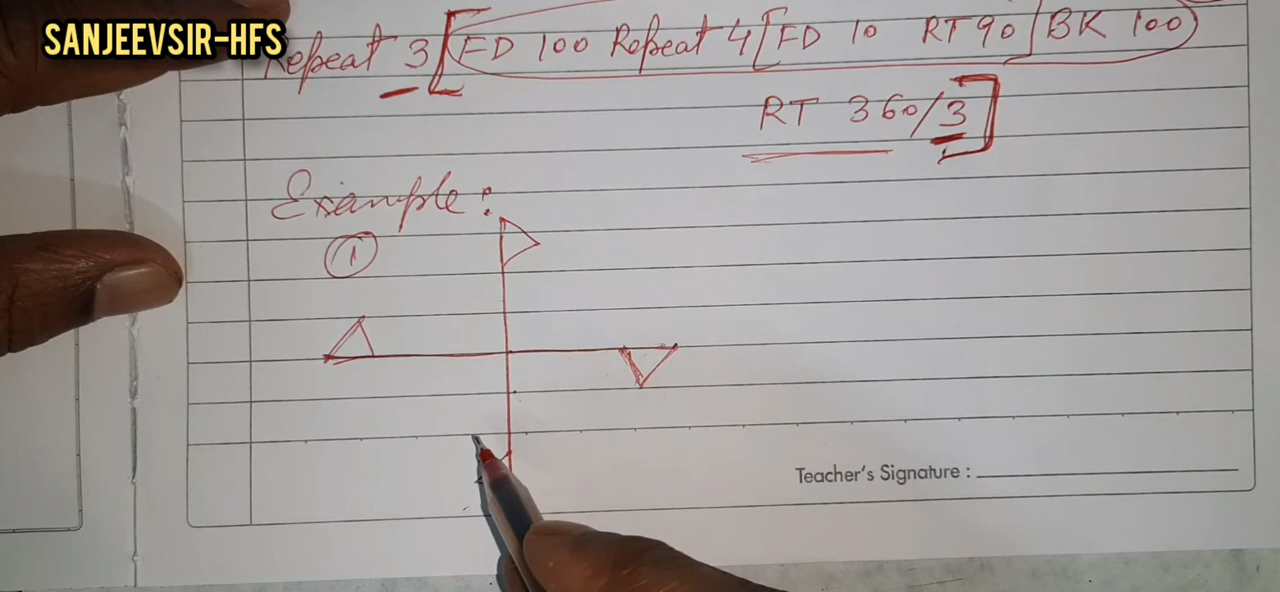 SANJEEVSIR-HFS
Repeat 3[FD 100 Repeat 4[FD 10 RT 90]BK 100
RT 360/3]
Example:
1
Teacher's Signature :